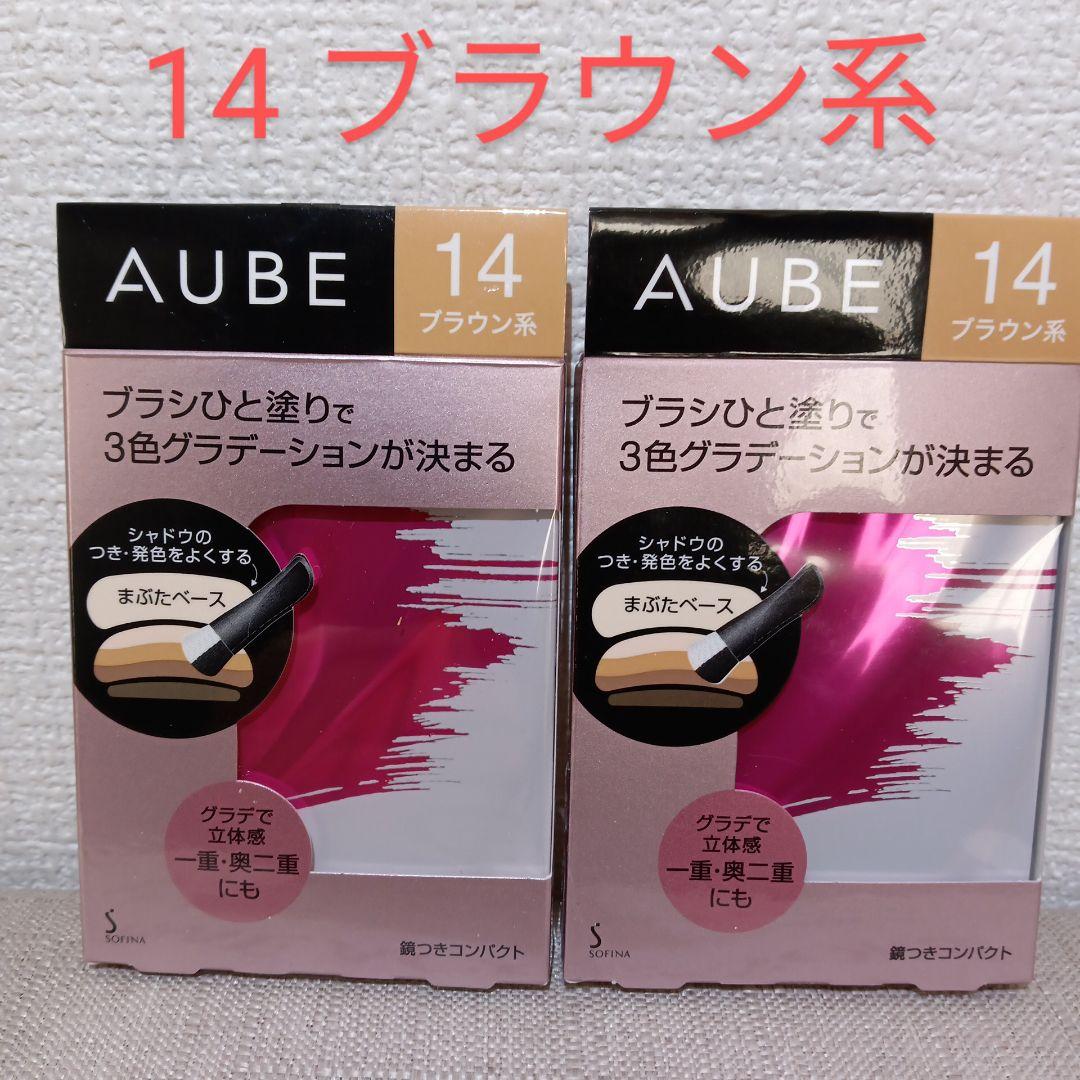 14 ブラウン系
AUBE
14
ブラウン系
ブラシひと塗りで
3色グラデーションが決まる
シャドウの
つき・発色をよくする
まぶたベース
グラデで
立体感
一重・奥二重
にも
SOFINA
鏡つきコンパクト
AUBE
14
ブラウン系
ブラシひと塗りで
3色グラデーションが決まる
シャドウの
つき・発色をよくする
まぶたベース
グラデで
立体感
一重・奥二重
にも
SOFINA
鏡つきコンパクト